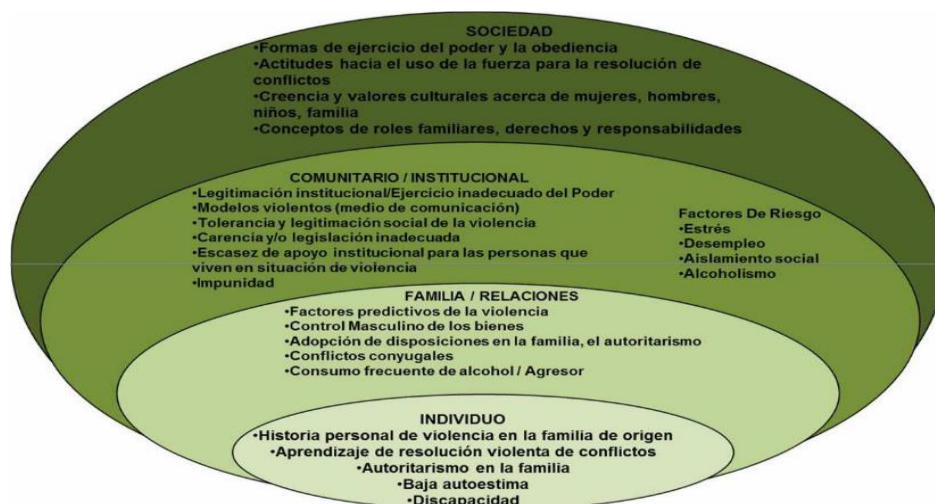 SOCIEDAD
•Formas de ejercicio del poder y la obediencia
•Actitudes hacia el uso de la fuerza para la resolución de
conflictos
•Creencia y valores culturales acerca de mujeres, hombres,
niños, familia
•Conceptos de roles familiares, derechos y responsabilidades
COMUNITARIO / INSTITUCIONAL
•Legitimación institucional/Ejercicio inadecuado del Poder
•Modelos violentos (medio de comunicación)
•Tolerancia y legitimación social de la violencia
•Carencia y/o legislación inadecuada
•Escasez de apoyo institucional para las personas que
viven en situación de violencia
•Impunidad
Factores De Riesgo
•Estrés
•Desempleo
•Aislamiento social
•Alcoholismo
FAMILIA / RELACIONES
•Factores predictivos de la violencia
•Control Masculino de los bienes
•Adopción de disposiciones en la familia, el autoritarismo
•Conflictos conyugales
•Consumo frecuente de alcohol / Agresor
INDIVIDUO
•Historia personal de violencia en la familia de origen
•Aprendizaje de resolución violenta de conflictos
•Autoritarismo en la familia
•Baja autoestima
•Discapacidad